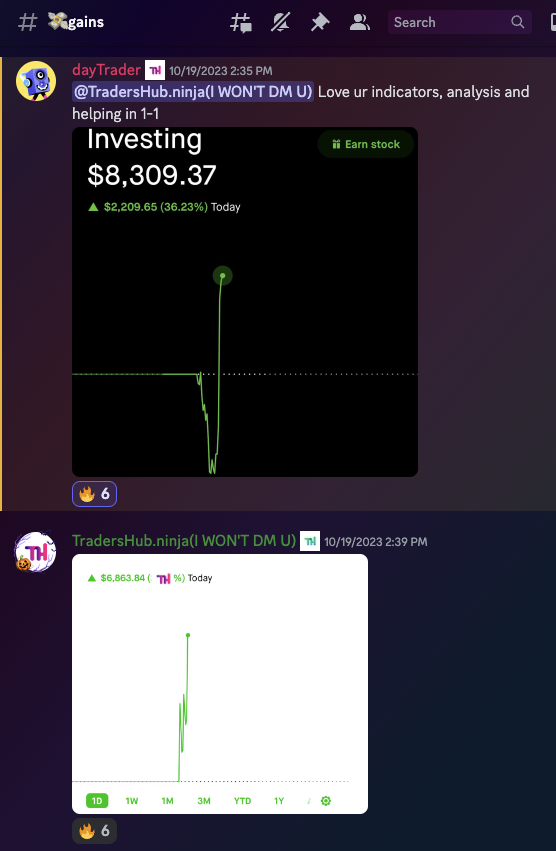 # 💸gains
Search
dayTrader TH 10/19/2023 2:35 PM
@TradersHub.ninja(I WON'T DM U) Love ur indicators, analysis and
helping in 1-1
Investing
Earn stock
$8,309.37
▲ $2,209.65 (36.23%) Today
🔥 6
TH
TradersHub.ninja(I WON'T DM U) TH 10/19/2023 2:39 PM
▲ $6,863.84 ( TH %) Today
1D 1W 1M 3M YTD 1Y
🔥 6